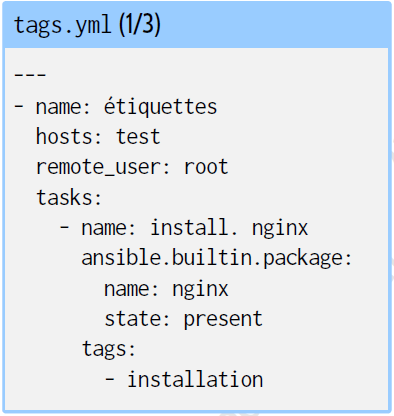 tags.yml (1/3)
---
- name: étiquettes
  hosts: test
  remote_user: root
  tasks:
    - name: install. nginx
      ansible.builtin.package:
        name: nginx
        state: present
      tags:
        - installation